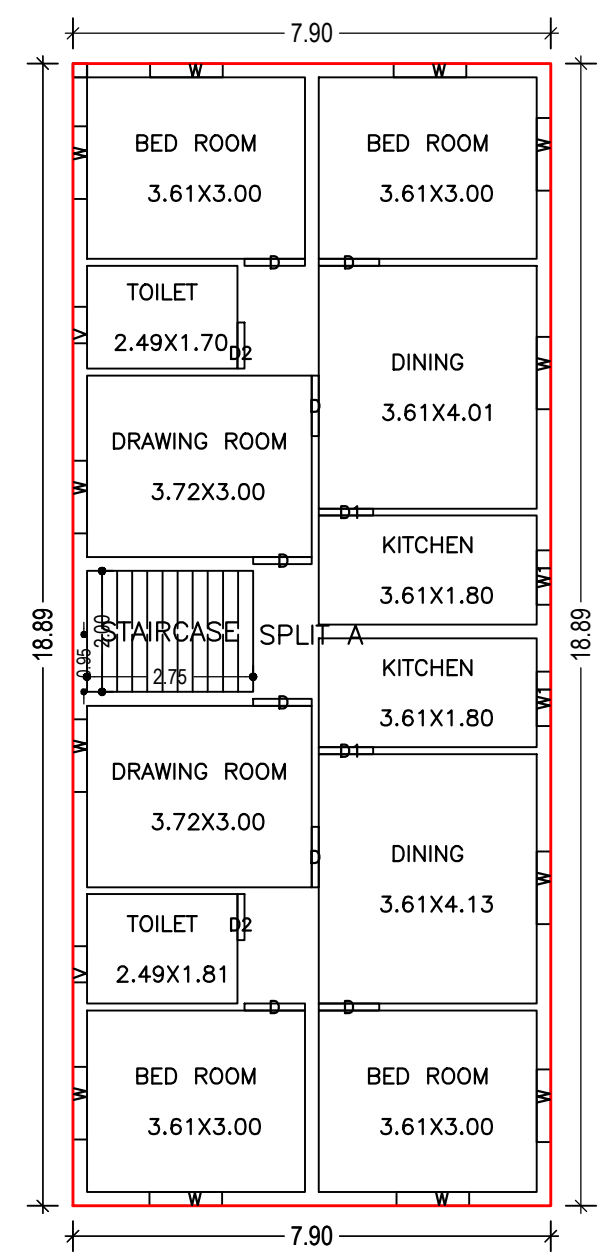 7.90
W
W
BED ROOM
3.61X3.00
BED ROOM
3.61X3.00
W
W
D
D
TOILET
2.49X1.70
V
D2
DINING
3.61X4.01
W
D
DRAWING ROOM
3.72X3.00
W
D1
D
KITCHEN
3.61X1.80
W1
18.89
18.89
STAIRCASE
SPLIT A
2.00
0.95
2.75
KITCHEN
3.61X1.80
W1
D
W
D1
DRAWING ROOM
3.72X3.00
D
DINING
3.61X4.13
W
TOILET
2.49X1.81
V
D2
D
D
BED ROOM
3.61X3.00
BED ROOM
3.61X3.00
W
W
W
W
7.90